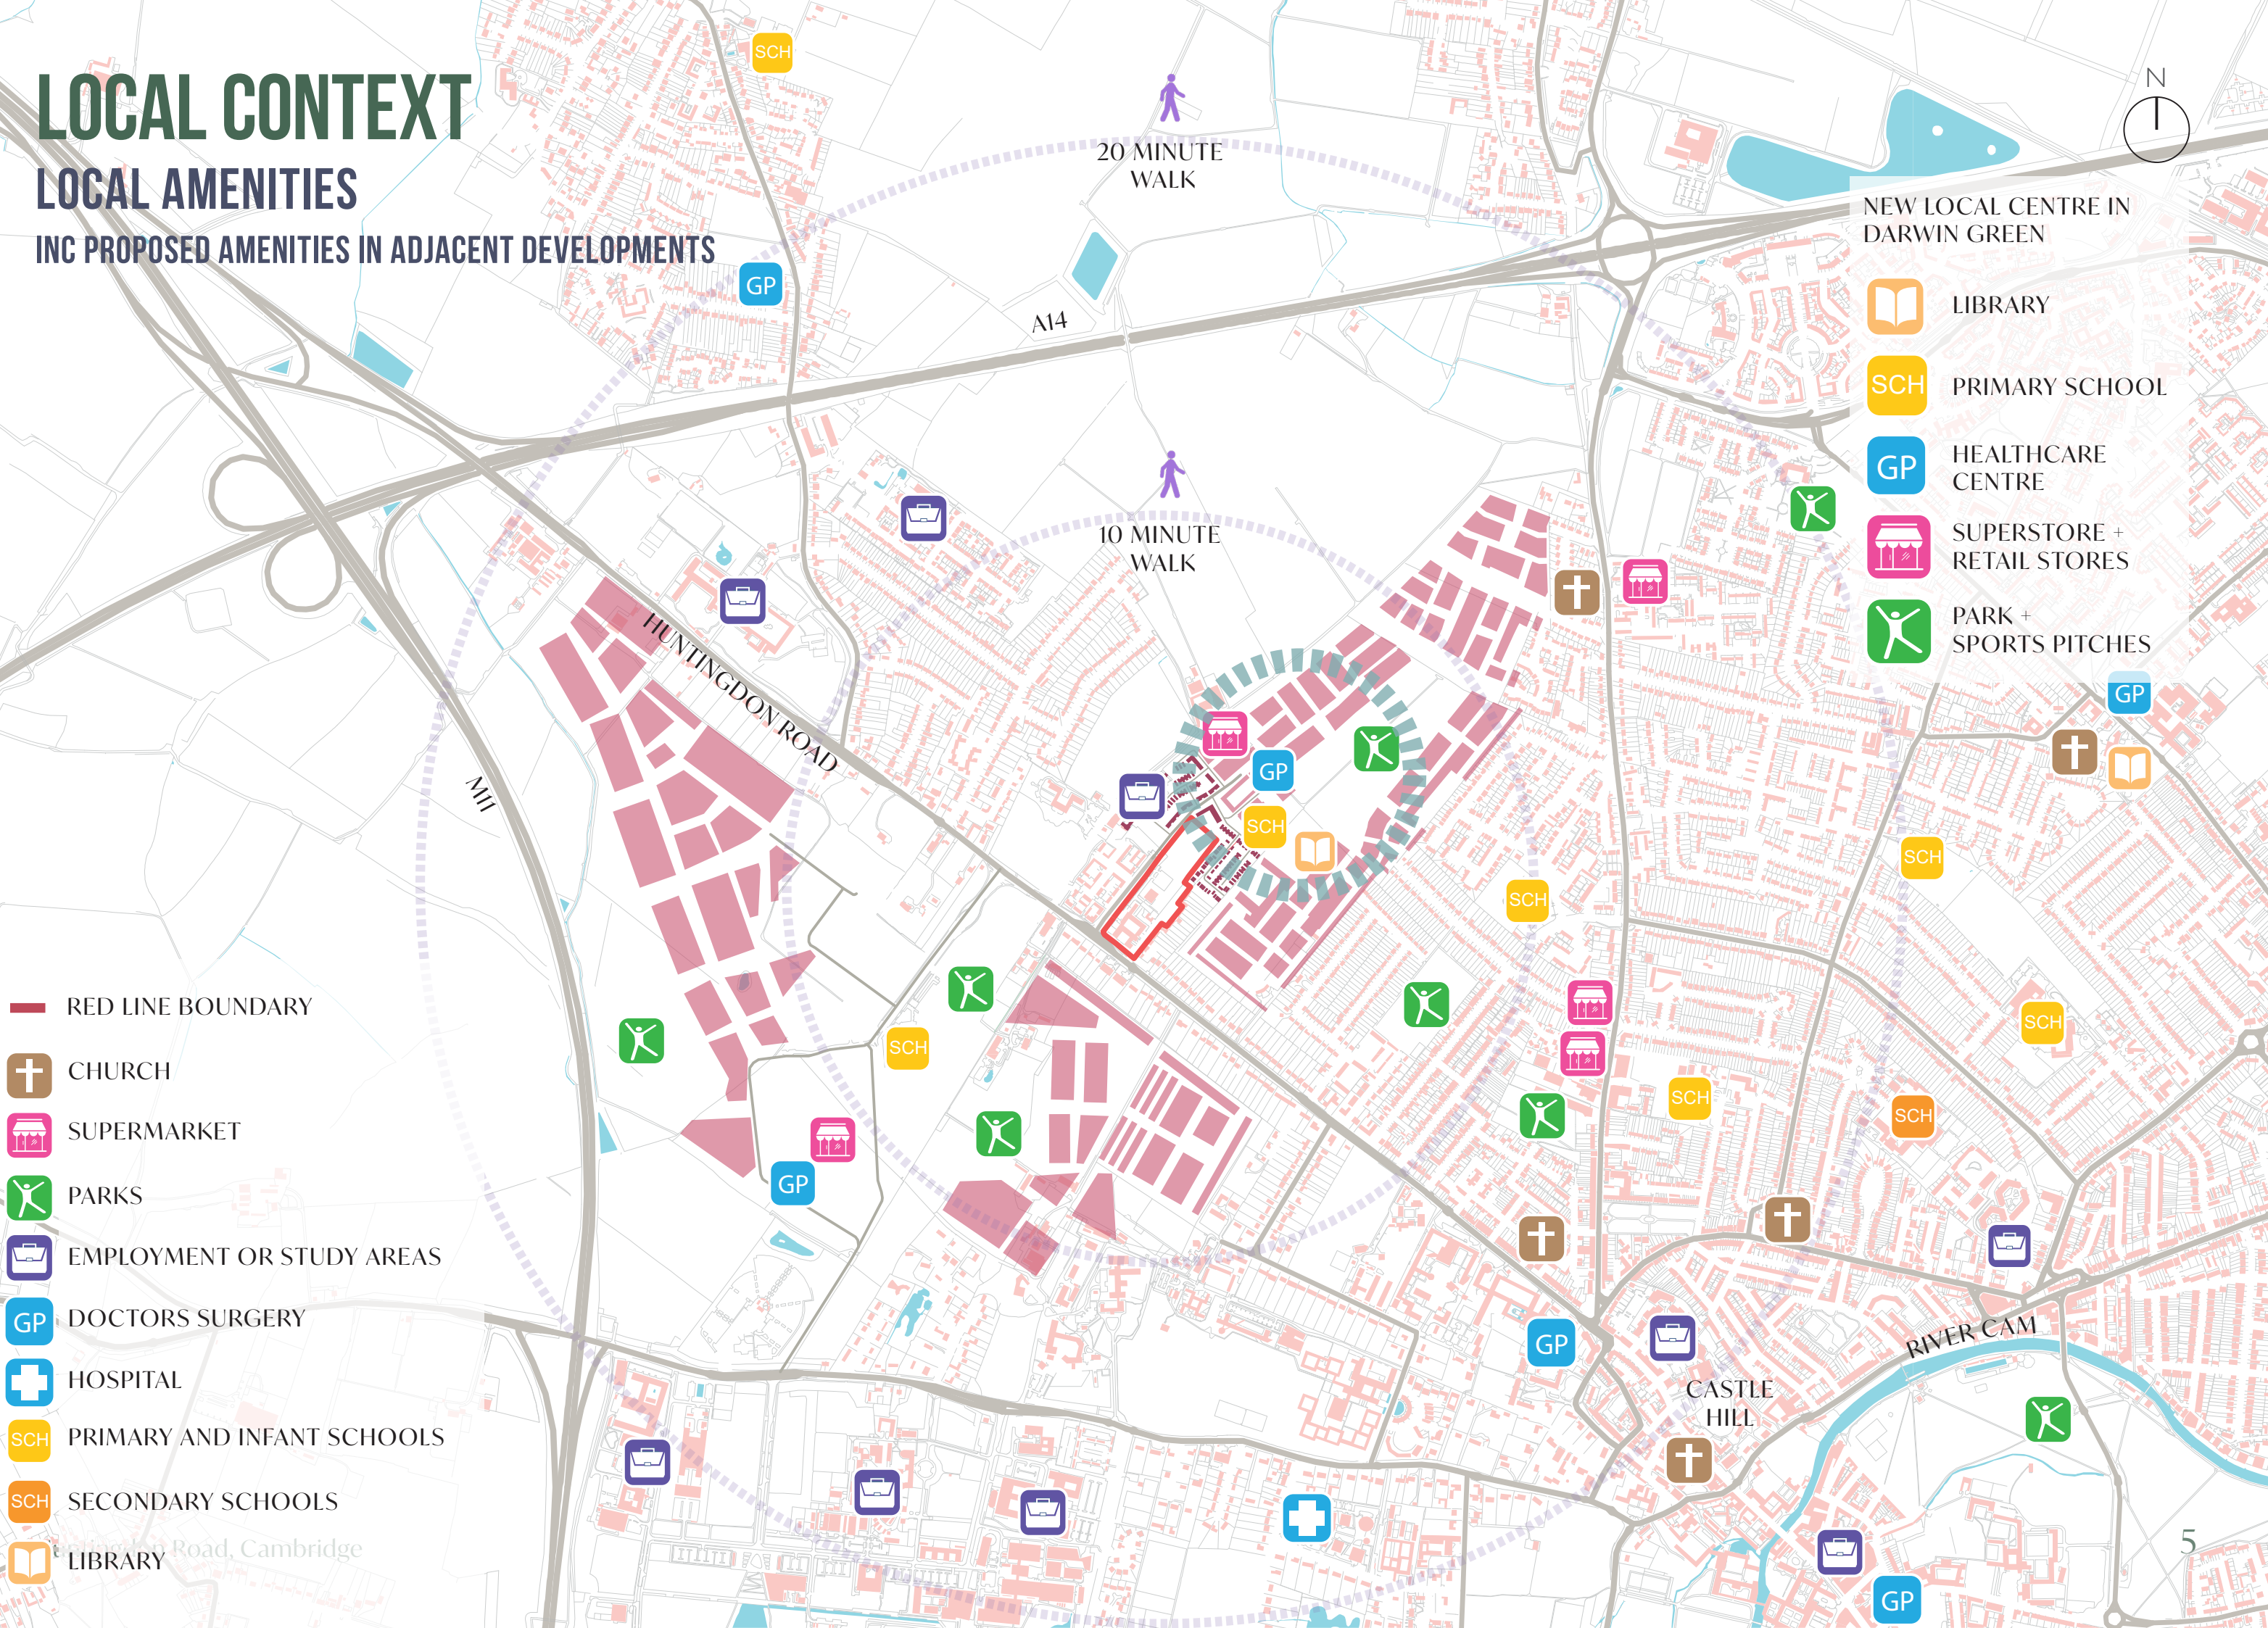 LOCAL CONTEXT
LOCAL AMENITIES
INC PROPOSED AMENITIES IN ADJACENT DEVELOPMENTS
SCH
20 MINUTE
WALK
N
NEW LOCAL CENTRE IN
DARWIN GREEN
LIBRARY
SCH PRIMARY SCHOOL
GP HEALTHCARE
CENTRE
SUPERSTORE +
RETAIL STORES
PARK +
SPORTS PITCHES
GP
A14
10 MINUTE
WALK
HUNTINGDON ROAD
M11
GP
GP
SCH
SCH
SCH
SCH
SCH
SCH
SCH
GP
GP
RIVER CAM
CASTLE
HILL
GP
SCH
RED LINE BOUNDARY
CHURCH
SUPERMARKET
PARKS
EMPLOYMENT OR STUDY AREAS
GP DOCTORS SURGERY
HOSPITAL
SCH PRIMARY AND INFANT SCHOOLS
SCH SECONDARY SCHOOLS
Road, Cambridge
LIBRARY
5